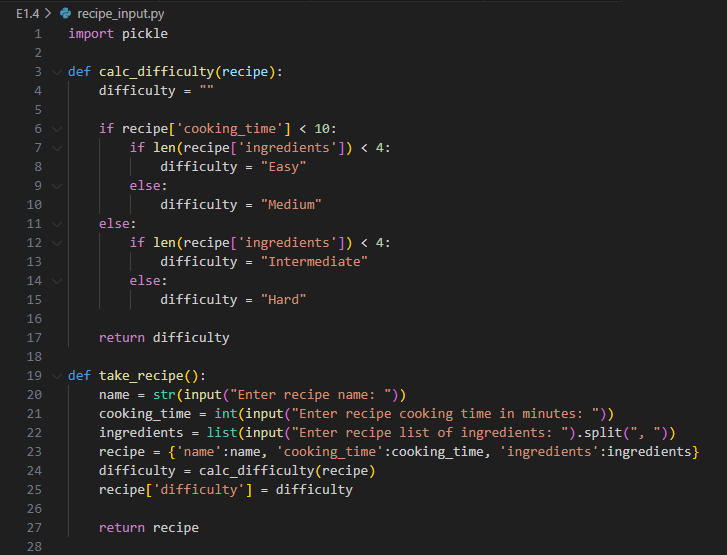 E1.4 > recipe_input.py
1 import pickle
2
3 def calc_difficulty(recipe):
4     difficulty = ""
5
6     if recipe['cooking_time'] < 10:
7         if len(recipe['ingredients']) < 4:
8             difficulty = "Easy"
9         else:
10             difficulty = "Medium"
11     else:
12         if len(recipe['ingredients']) < 4:
13             difficulty = "Intermediate"
14         else:
15             difficulty = "Hard"
16
17     return difficulty
18
19 def take_recipe():
20     name = str(input("Enter recipe name: "))
21     cooking_time = int(input("Enter recipe cooking time in minutes: "))
22     ingredients = list(input("Enter recipe list of ingredients: ").split(", "))
23     recipe = {'name':name, 'cooking_time':cooking_time, 'ingredients':ingredients}
24     difficulty = calc_difficulty(recipe)
25     recipe['difficulty'] = difficulty
26
27     return recipe
28